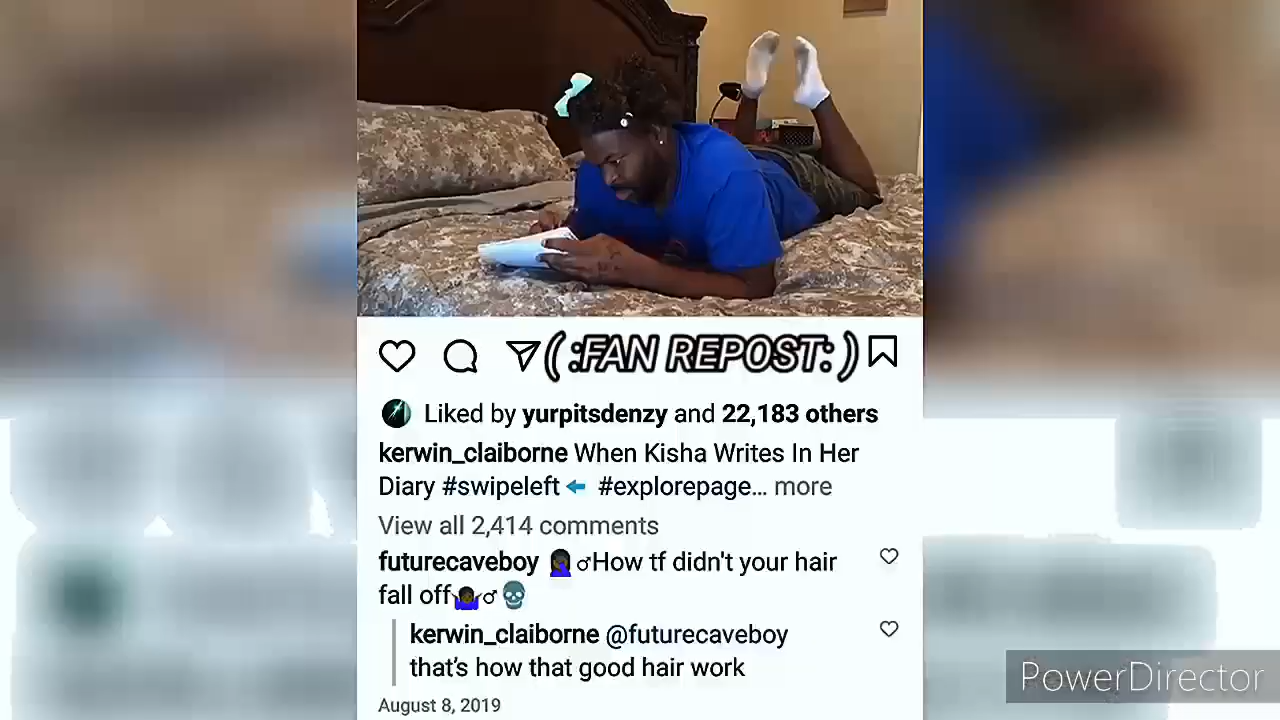 ( :FAN REPOST: )
Liked by yurpitsdenzy and 22,183 others
kerwin_claiborne When Kisha Writes In Her
Diary #swipeleft⬅ #explorepage... more
View all 2,414 comments
futurecaveboy 🤦🏿♂How tf didn't your hair
fall off🤷🏿♂💀
kerwin_claiborne @futurecaveboy
that's how that good hair work
August 8, 2019
PowerDirector